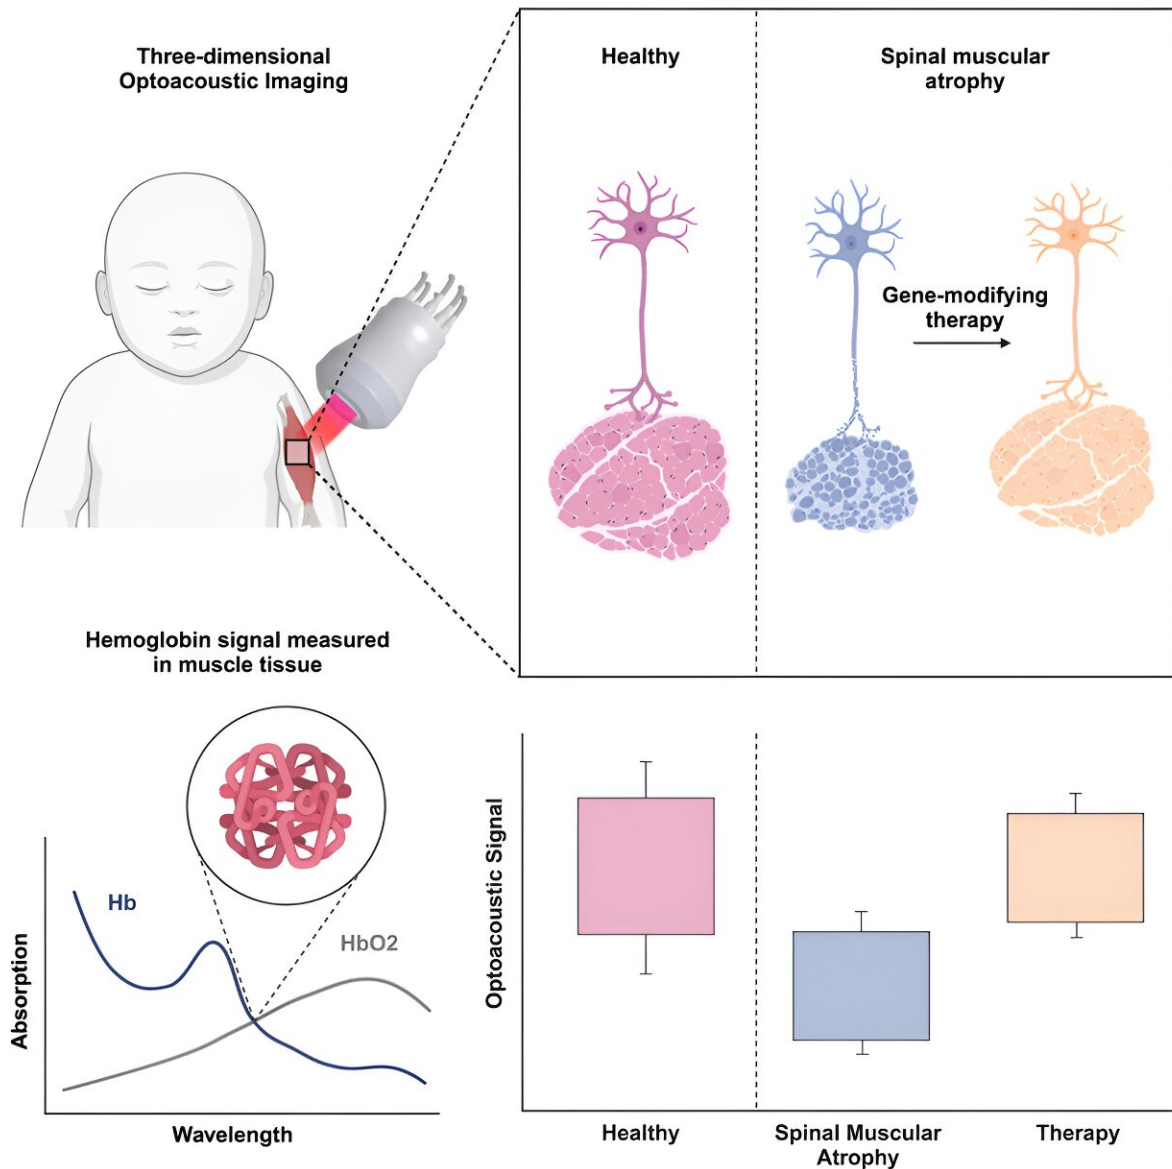 Three-dimensional
Optoacoustic Imaging
Healthy
Spinal muscular
atrophy
Gene-modifying
therapy
Hemoglobin signal measured
in muscle tissue
Hb
HbO2
Absorption
Wavelength
Optoacoustic Signal
Healthy
Spinal Muscular
Atrophy
Therapy